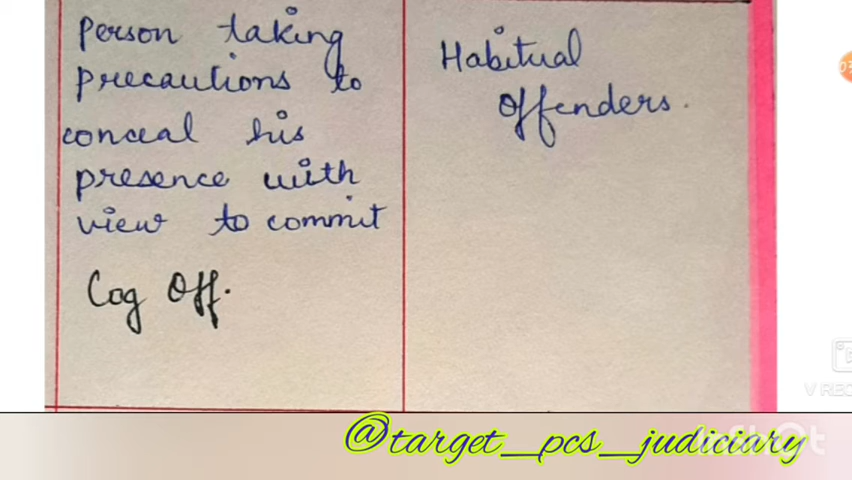 Person taking
precautions to
conceal his
presence with
view to commit
Cog Off.
Habitual
Offenders.
@target_pcs_judiciary